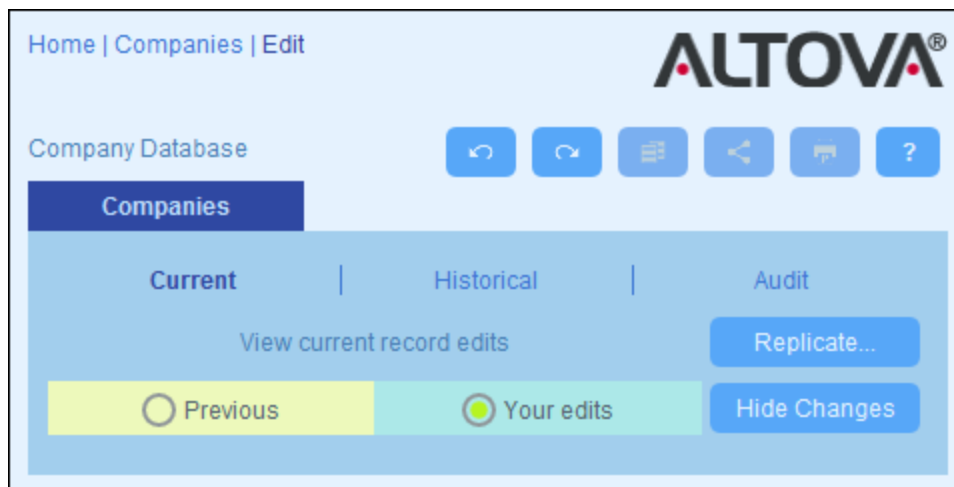 Home | Companies | Edit
ALTOVA®
Company Database
?
Companies
Current | Historical | Audit
View current record edits
Replicate...
Previous
Your edits
Hide Changes